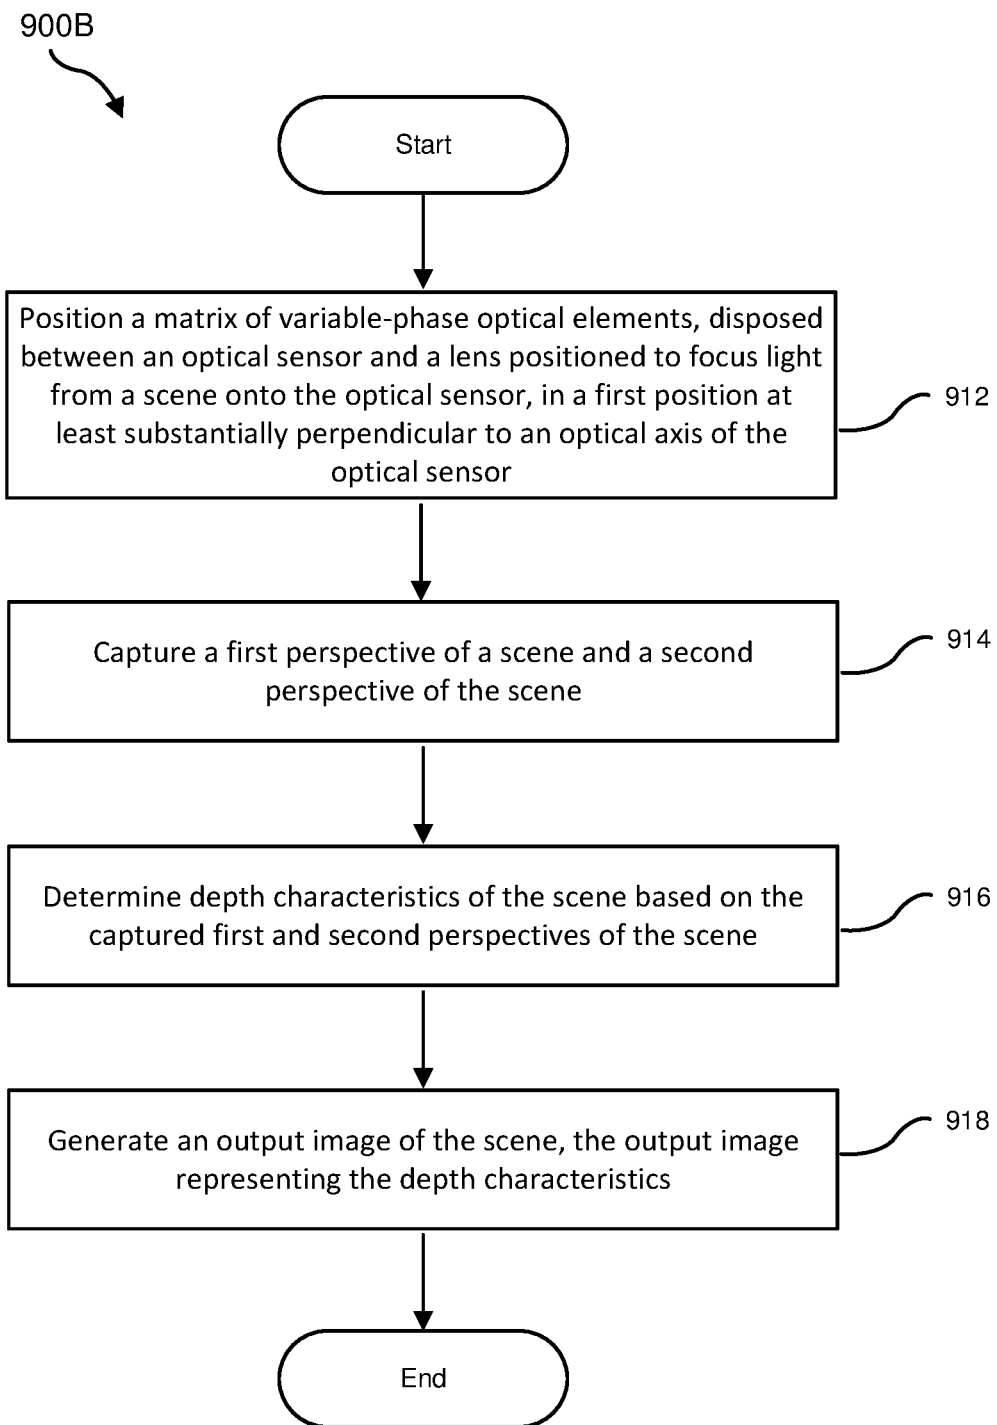 900B
Start
Position a matrix of variable-phase optical elements, disposed
between an optical sensor and a lens positioned to focus light
from a scene onto the optical sensor, in a first position at
least substantially perpendicular to an optical axis of the
optical sensor
912
Capture a first perspective of a scene and a second
perspective of the scene
914
Determine depth characteristics of the scene based on the
captured first and second perspectives of the scene
916
Generate an output image of the scene, the output image
representing the depth characteristics
918
End